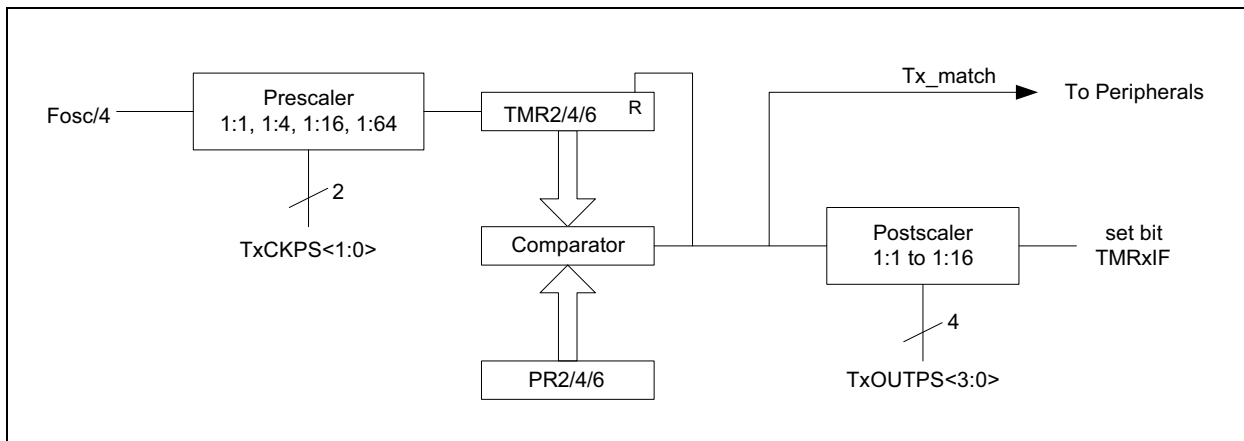 Fosc/4
Prescaler
1:1, 1:4, 1:16, 1:64
2
TxCKPS<1:0>
TMR2/4/6
R
Comparator
PR2/4/6
Tx_match
To Peripherals
Postscaler
1:1 to 1:16
4
TxOUTPS<3:0>
set bit
TMRxIF